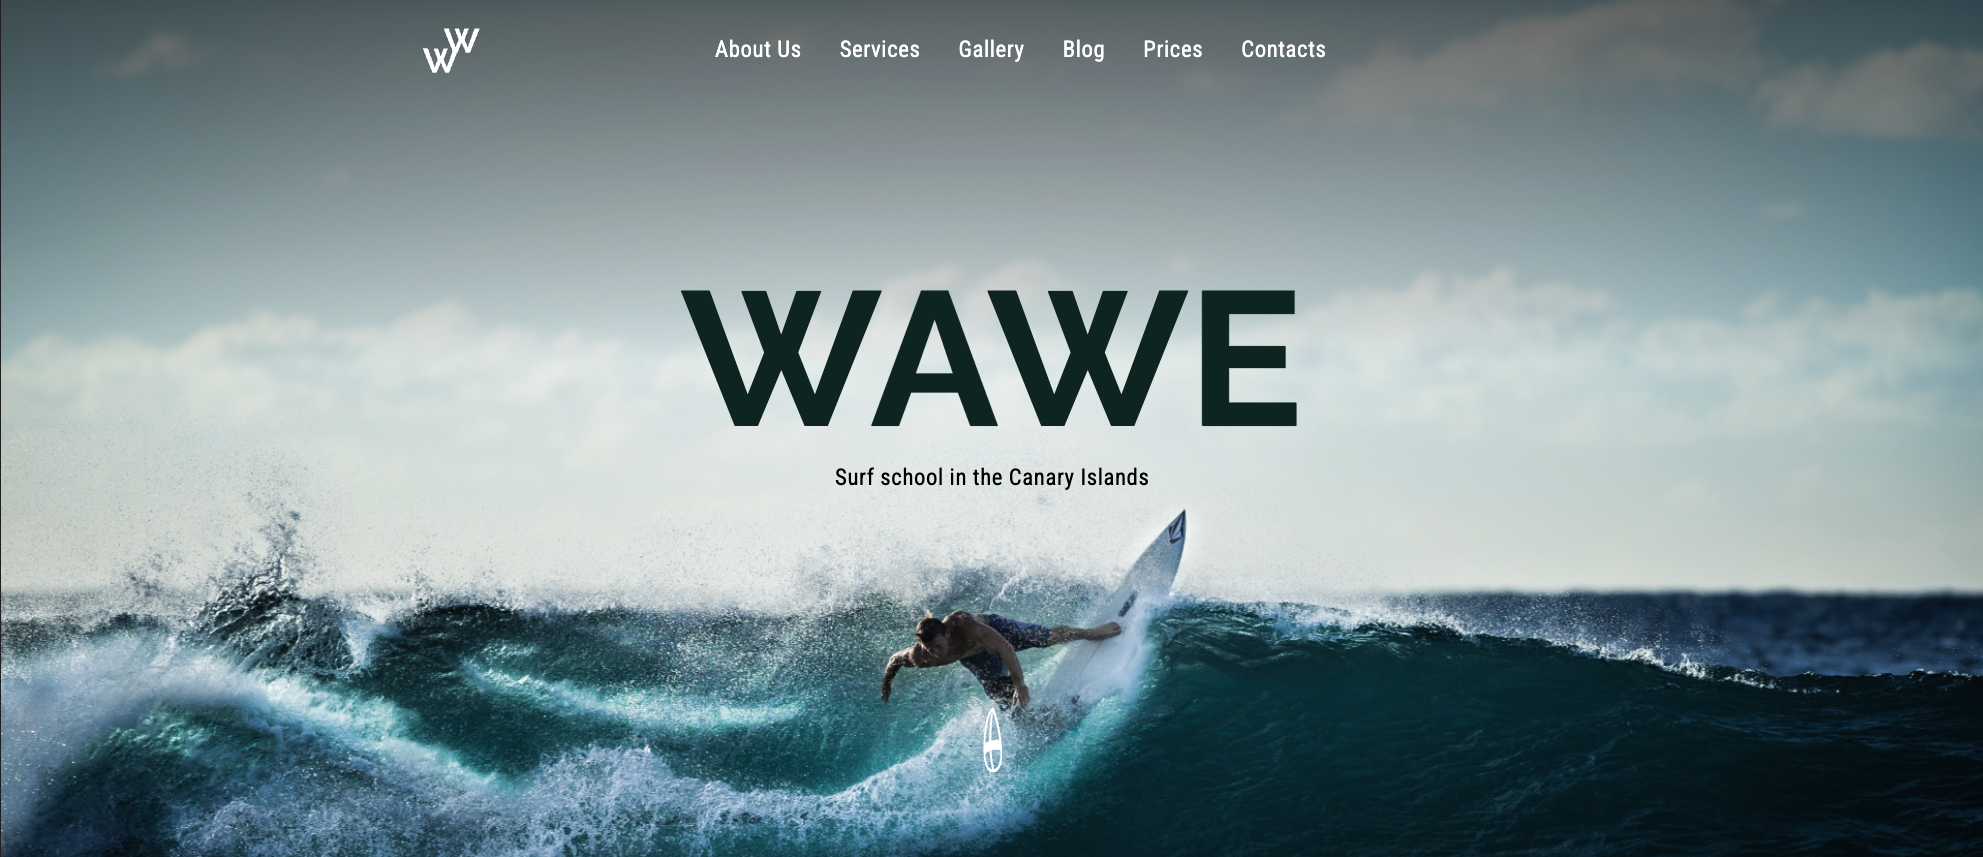 WW
About Us Services Gallery Blog Prices Contacts
WAWE
Surf school in the Canary Islands